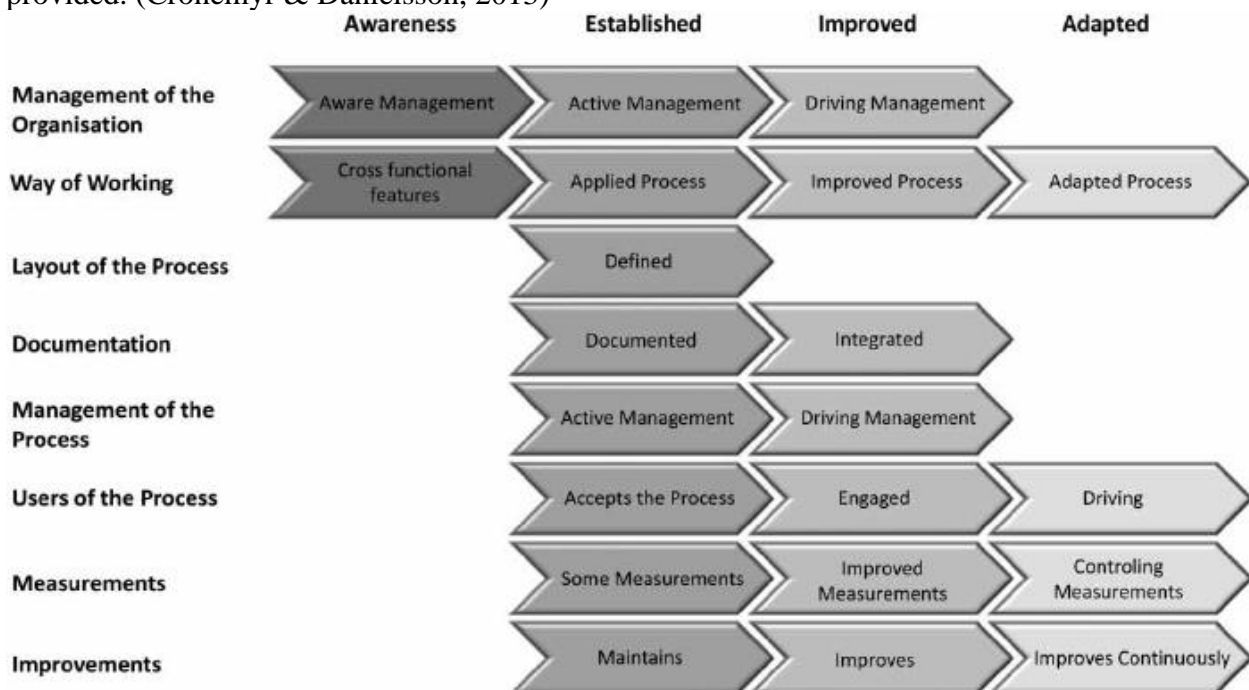 provided. (Cronemyr & Danielsson, 2013)
Awareness Established Improved Adapted
Management of the
Organisation
Aware Management Active Management Driving Management
Way of Working
Cross functional
features
Applied Process Improved Process Adapted Process
Layout of the Process
Defined
Documentation
Documented Integrated
Management of the
Process
Active Management Driving Management
Users of the Process
Accepts the Process Engaged Driving
Measurements
Some Measurements
Improved
Measurements
Controling
Measurements
Improvements
Maintains Improves Improves Continuously